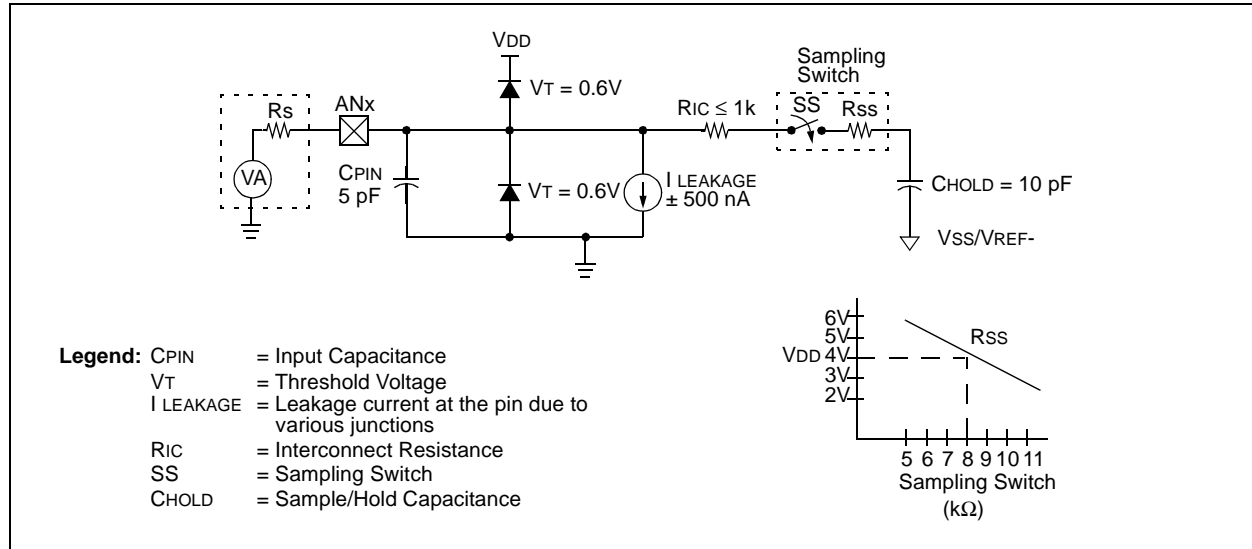 VDD
Sampling
Switch
VT = 0.6V
Rs
ANx
RIC ≤ 1k
SS
Rss
VA
CPIN
5 pF
VT = 0.6V
I LEAKAGE
± 500 nA
CHOLD = 10 pF
VSS/VREF-
Legend: CPIN = Input Capacitance
VT = Threshold Voltage
I LEAKAGE = Leakage current at the pin due to
various junctions
RIC = Interconnect Resistance
SS = Sampling Switch
CHOLD = Sample/Hold Capacitance
6V
5V
RSS
VDD 4V
3V
2V
5 6 7 8 9 10 11
Sampling Switch
(kΩ)